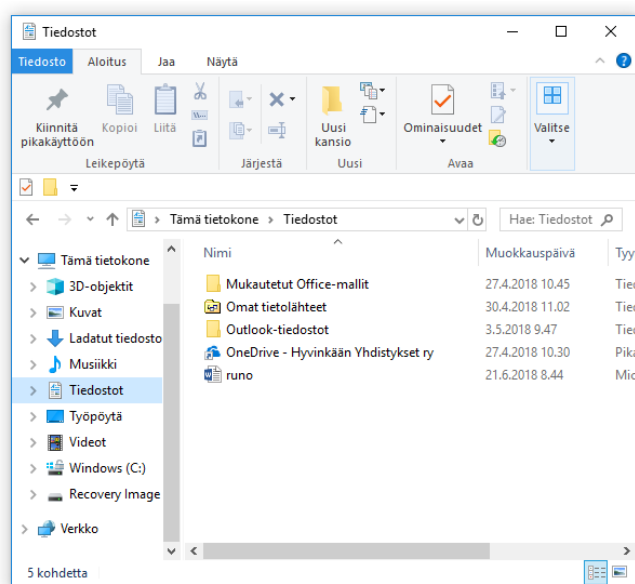 Tiedostot
Tiedosto Aloitus Jaa Näytä
Kiinnitä pikakäyttöön Kopioi Liitä Uusi kansio Ominaisuudet Valitse
Leikepöytä Järjestä Uusi Avaa
Tämä tietokone > Tiedostot Hae: Tiedostot
Nimi Muokkauspäivä Tyy
Tämä tietokone
3D-objektit
Kuvat
Ladatut tiedosto
Musiikki
Tiedostot
Työpöytä
Videot
Windows (C:)
Recovery Image
Verkko
Mukautetut Office-mallit 27.4.2018 10.45 Tied
Omat tietolähteet 30.4.2018 11.02 Tied
Outlook-tiedostot 3.5.2018 9.47 Tied
OneDrive - Hyvinkään Yhdistykset ry 27.4.2018 10.30 Pika
runo 21.6.2018 8.44 Mic
5 kohdetta